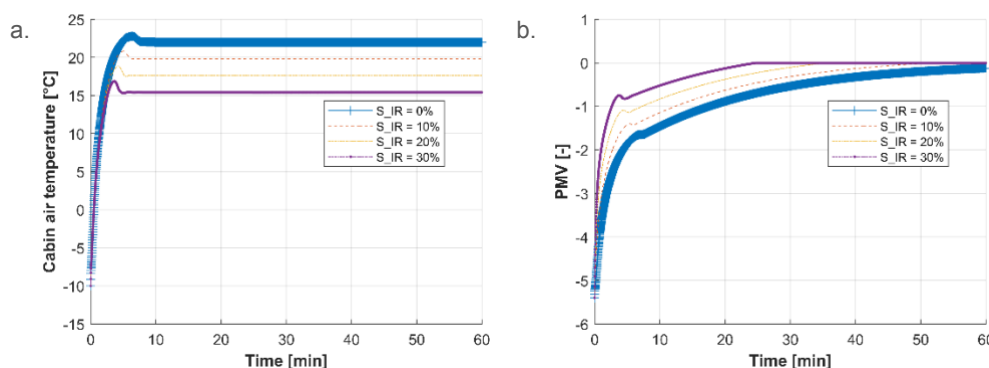 a.
25
20
15
10
5
0
-5
-10
-15
Cabin air temperature [°C]
S_IR = 0%
S_IR = 10%
S_IR = 20%
S_IR = 30%
0 10 20 30 40 50 60
Time [min]
b.
1
0
-1
-2
-3
-4
-5
-6
PMV [-]
S_IR = 0%
S_IR = 10%
S_IR = 20%
S_IR = 30%
0 10 20 30 40 50 60
Time [min]